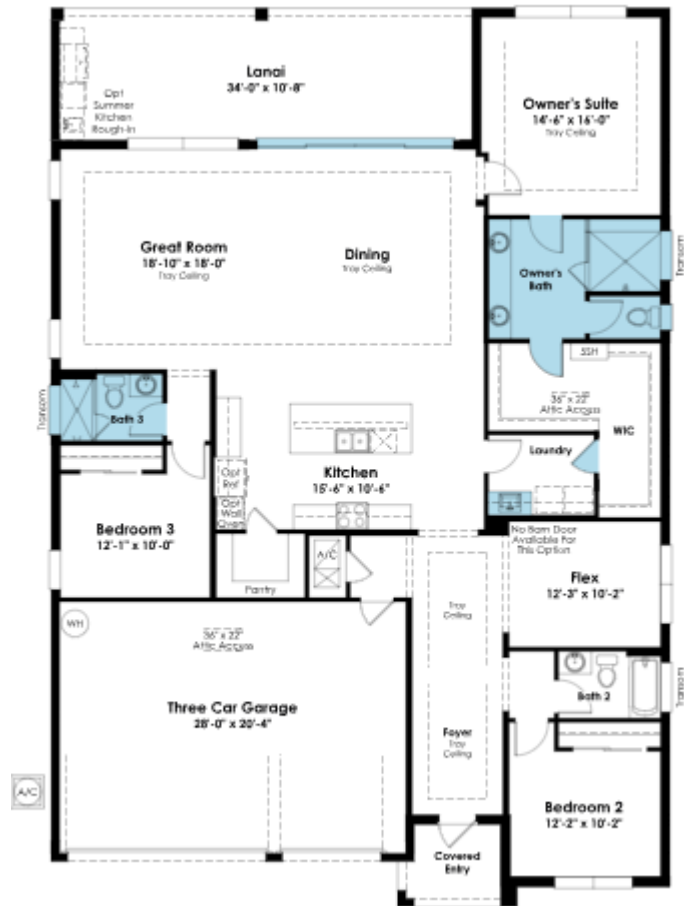 Lanai
34'-0" x 10'-8"
Opt
Summer
Kitchen
Rough-In
Owner's Suite
14'-6" x 16'-0"
Tray Ceiling
Great Room
18'-10" x 18'-0"
Tray Ceiling
Dining
Tray Ceiling
Owner's
Bath
Transom
SSH
36" x 22"
Attic Access
WIC
Transom
Bath 3
Laundry
Kitchen
15'-6" x 10'-6"
Opt
Ref
Opt
Wall
Oven
Bedroom 3
12'-1" x 10'-0"
No Barn Door
Available For
This Option
Flex
12'-3" x 10'-2"
A/C
Pantry
WH
36" x 22"
Attic Access
Tray
Ceiling
Three Car Garage
28'-0" x 20'-4"
Bath 2
Transom
Foyer
Tray
Ceiling
A/C
Bedroom 2
12'-2" x 10'-2"
Covered
Entry